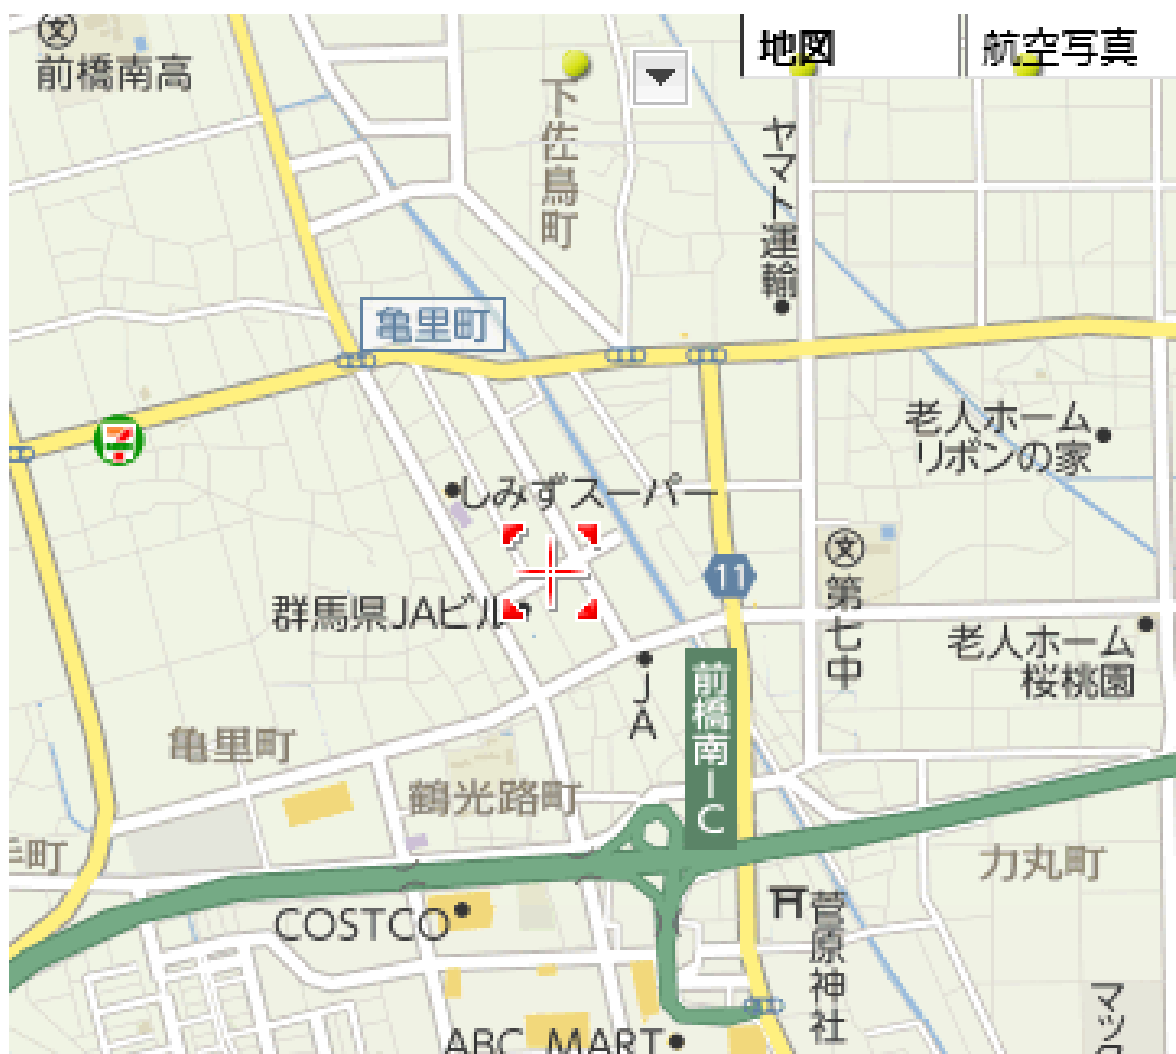 地図
航空写真
前橋南高
下阿内町
ヤマト運輸
亀里町
老人ホーム
リボンの家
しみずスーパー
11
第七中
群馬県JAビル
老人ホーム
桜桃園
JA
前橋南IC
亀里町
鶴光路町
力丸町
COSTCO
菅原神社
ABC MART